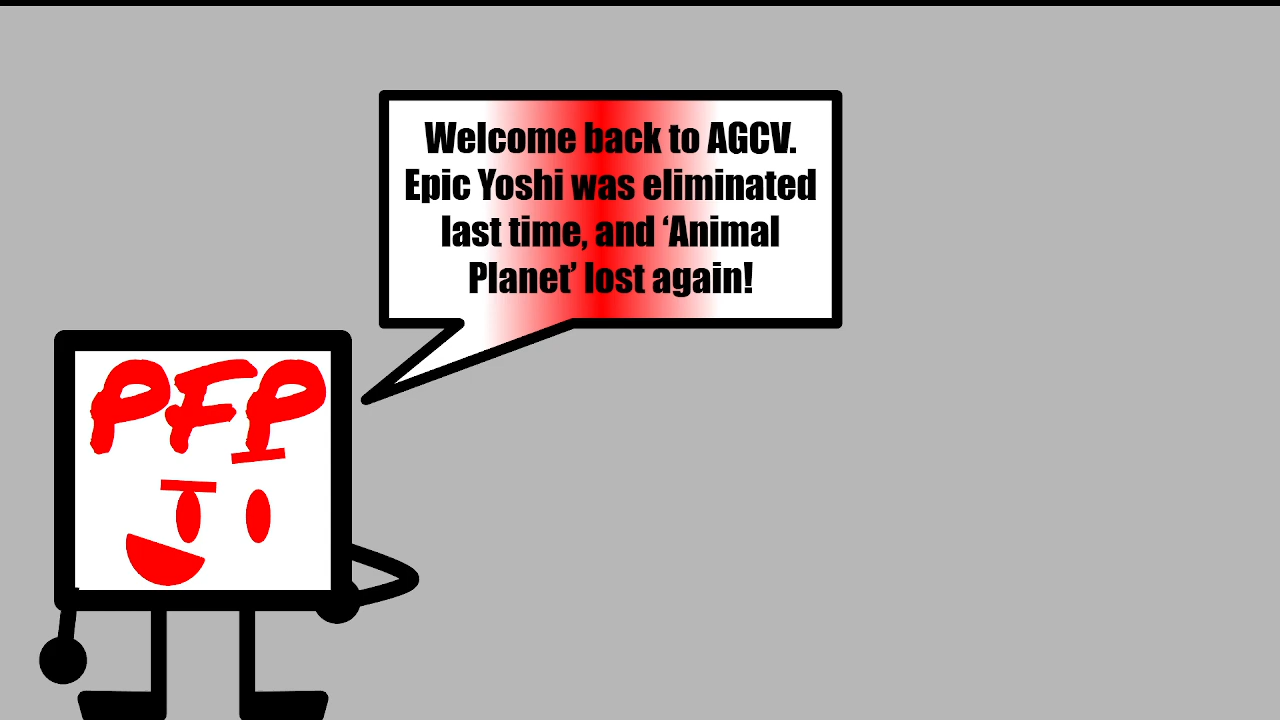 Welcome back to AGCV.
Epic Yoshi was eliminated
last time, and ‘Animal
Planet’ lost again!
PFP